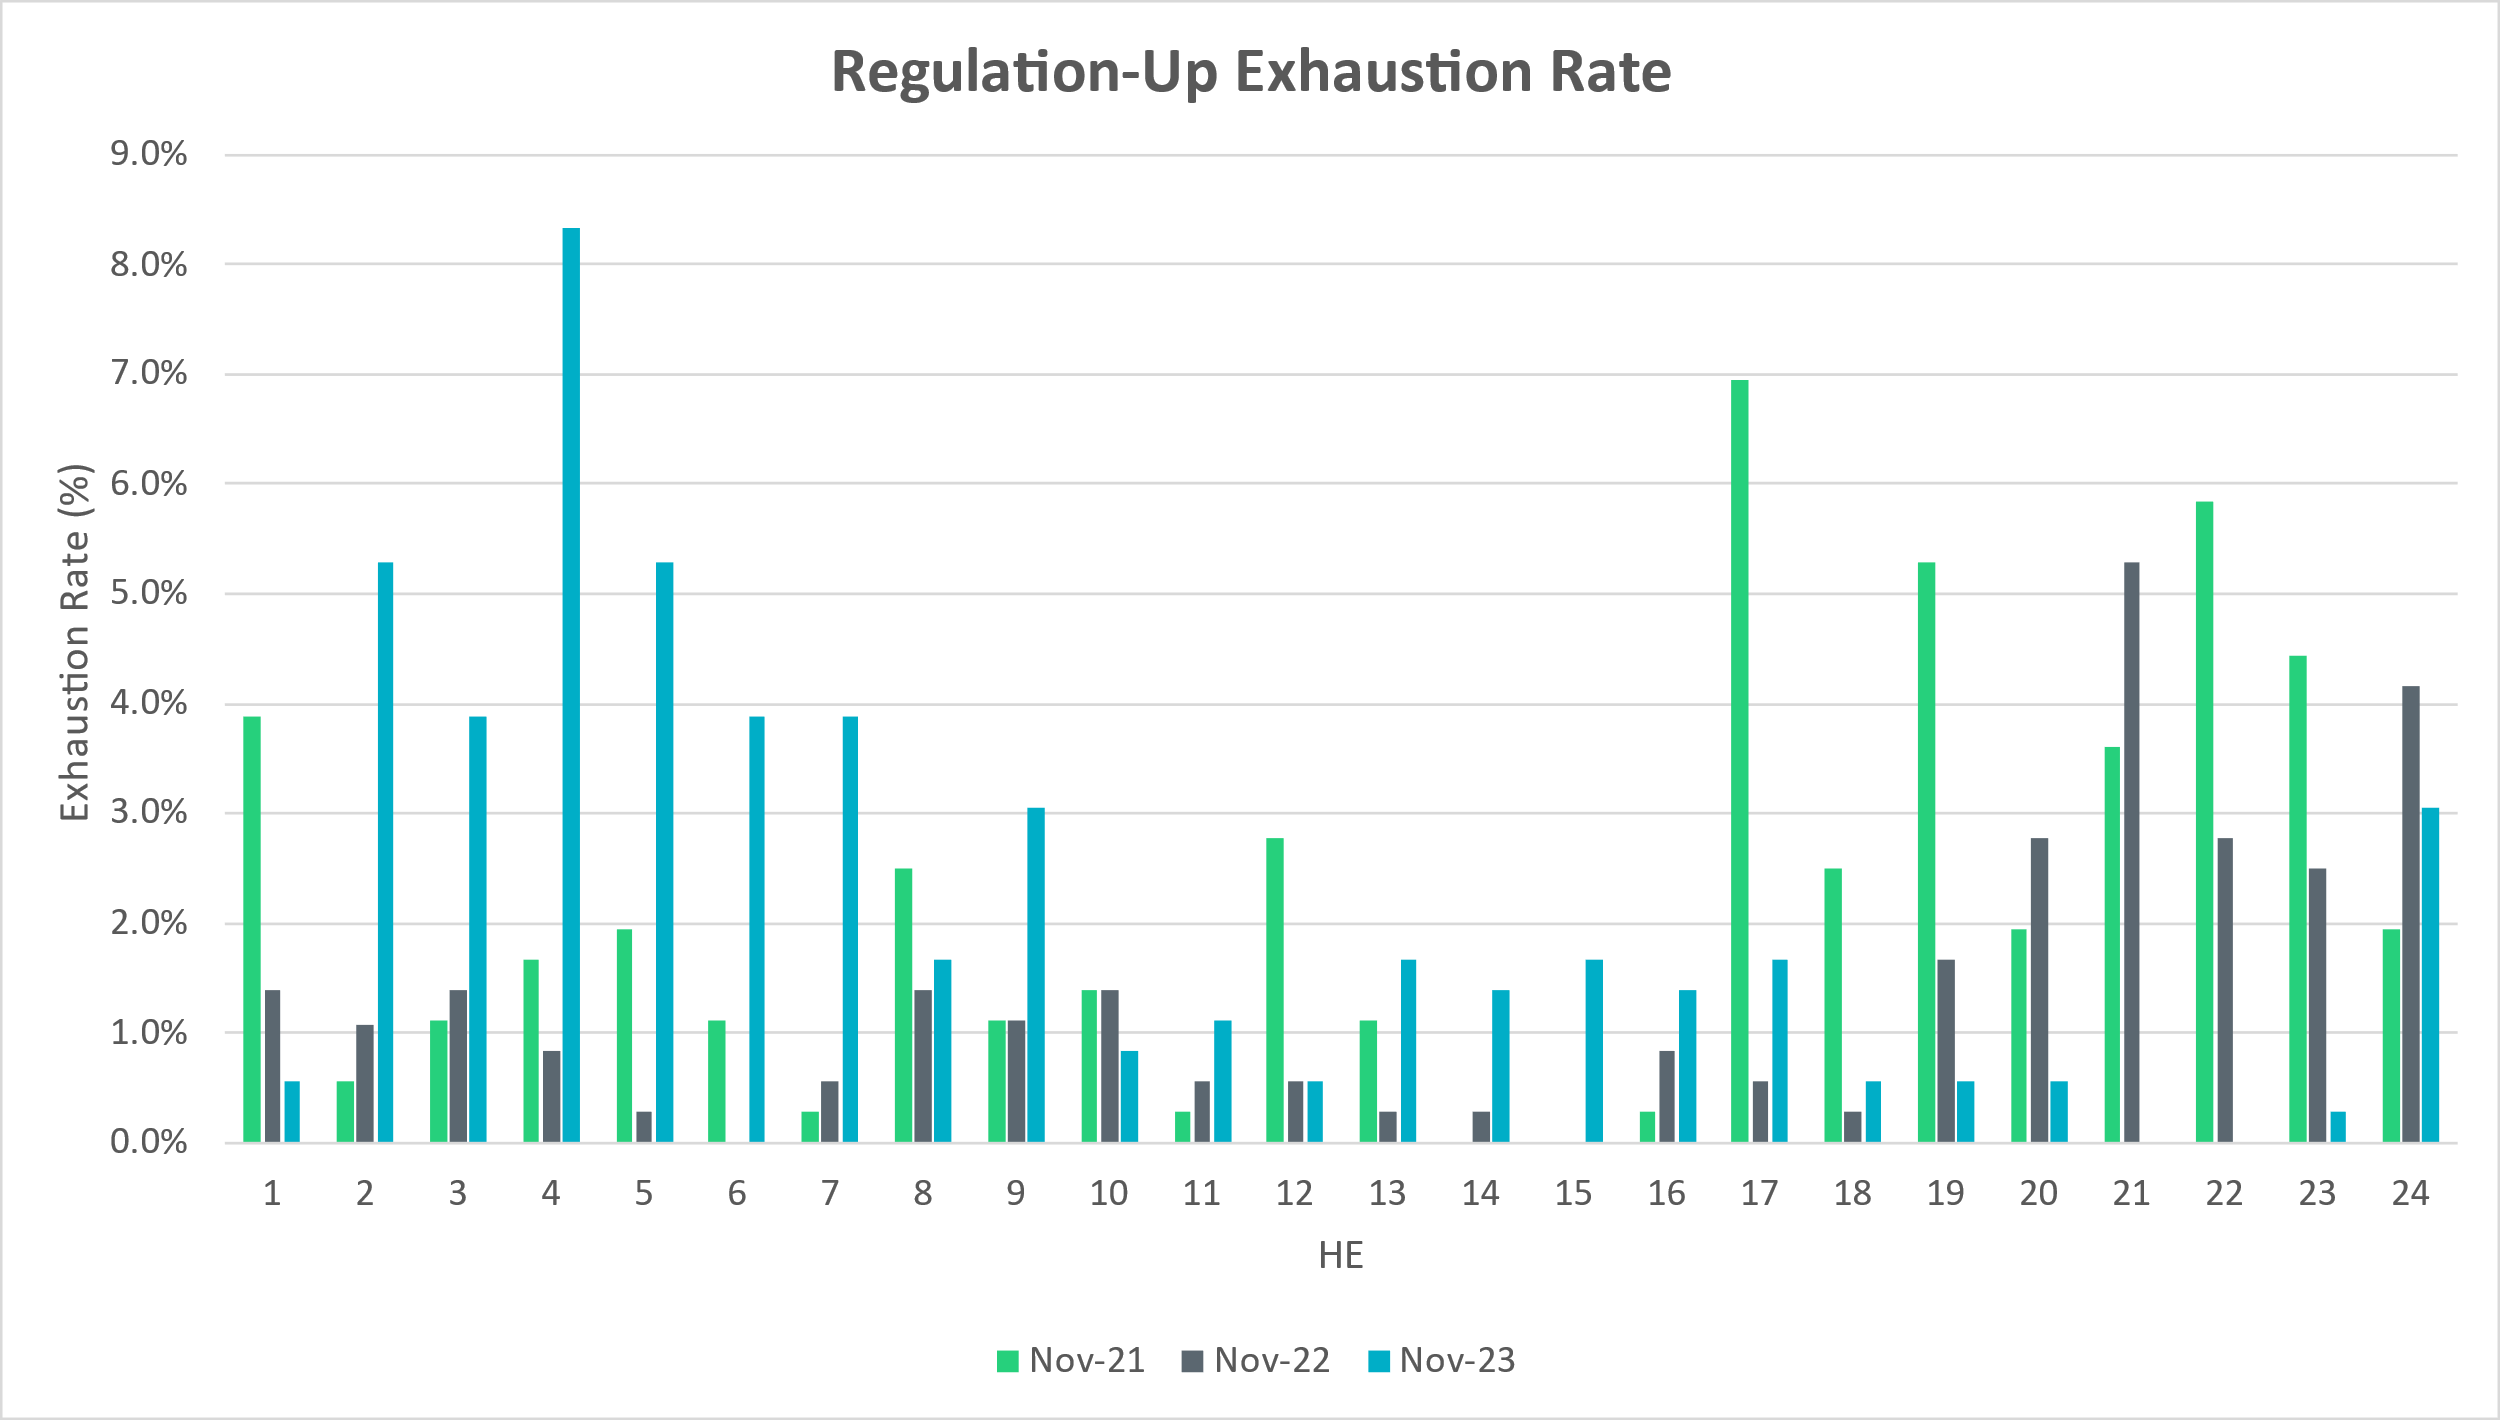 Regulation-Up Exhaustion Rate
9.0%
8.0%
7.0%
6.0%
5.0%
4.0%
3.0%
2.0%
1.0%
0.0%
Exhaustion Rate (%)
1 2 3 4 5 6 7 8 9 10 11 12 13 14 15 16 17 18 19 20 21 22 23 24
HE
Nov-21 Nov-22 Nov-23